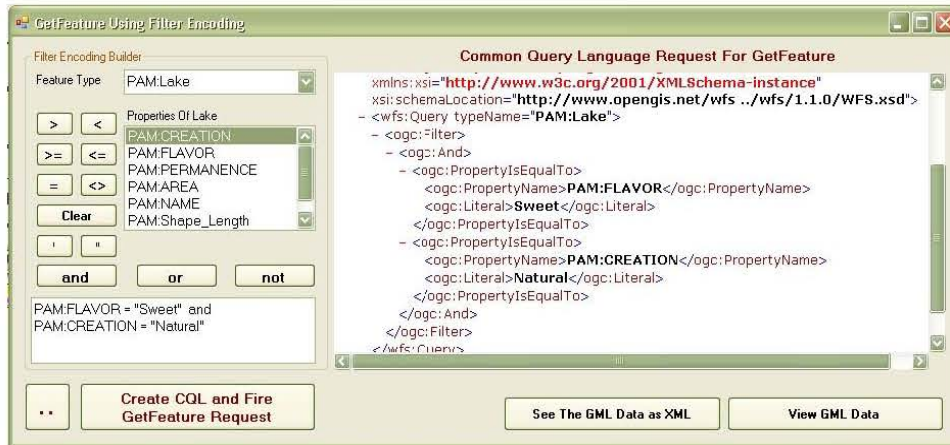 GetFeature Using Filter Encoding
Filter Encoding Builder
Feature Type
PAM:Lake
Properties Of Lake
> <
>= <=
= <>
Clear
' "
PAM:CREATION
PAM:FLAVOR
PAM:PERMANENCE
PAM:AREA
PAM:NAME
PAM:Shape_Length
and or not
PAM:FLAVOR = "Sweet" and
PAM:CREATION = "Natural"
..
Create CQL and Fire
GetFeature Request
Common Query Language Request For GetFeature
xmlns:xsi="http://www.w3c.org/2001/XMLSchema-instance"
xsi:schemaLocation="http://www.opengis.net/wfs ../wfs/1.1.0/WFS.xsd">
- <wfs:Query typeName="PAM:Lake">
- <ogc:Filter>
- <ogc:And>
- <ogc:PropertyIsEqualTo>
<ogc:PropertyName>PAM:FLAVOR</ogc:PropertyName>
<ogc:Literal>Sweet</ogc:Literal>
</ogc:PropertyIsEqualTo>
- <ogc:PropertyIsEqualTo>
<ogc:PropertyName>PAM:CREATION</ogc:PropertyName>
<ogc:Literal>Natural</ogc:Literal>
</ogc:PropertyIsEqualTo>
</ogc:And>
</ogc:Filter>
</wfs:Query>
See The GML Data as XML
View GML Data